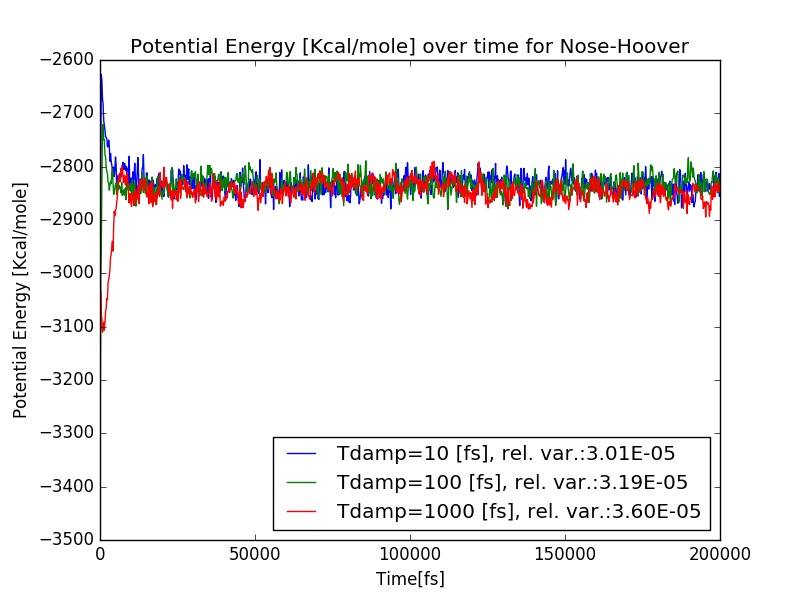 Potential Energy [Kcal/mole] over time for Nose-Hoover
Potential Energy [Kcal/mole]
−2600
−2700
−2800
−2900
−3000
−3100
−3200
−3300
−3400
−3500
Tdamp=10 [fs], rel. var.:3.01E-05
Tdamp=100 [fs], rel. var.:3.19E-05
Tdamp=1000 [fs], rel. var.:3.60E-05
0 50000 100000 150000 200000
Time[fs]